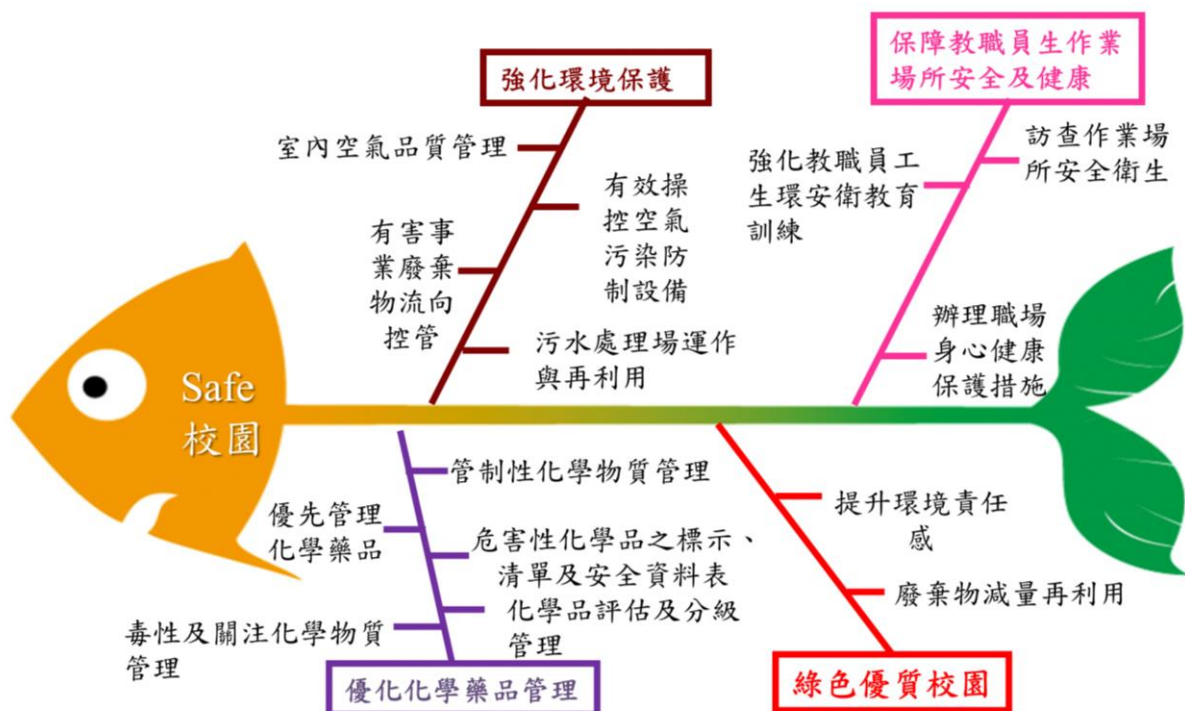 強化環境保護
保障教職員生作業
場所安全及健康
室內空氣品質管理
有效操
控空氣
污染防
制設備
有害事
業廢棄
物流向
控管
污水處理場運作
與再利用
強化教職員工
生環安衛教育
訓練
訪查作業場
所安全衛生
辦理職場
身心健康
保護措施
Safe
校園
管制性化學物質管理
優先管理
化學藥品
危害性化學品之標示、
清單及安全資料表
化學品評估及分級
管理
毒性及關注化學物質
管理
優化化學藥品管理
提升環境責任
感
廢棄物減量再利用
綠色優質校園